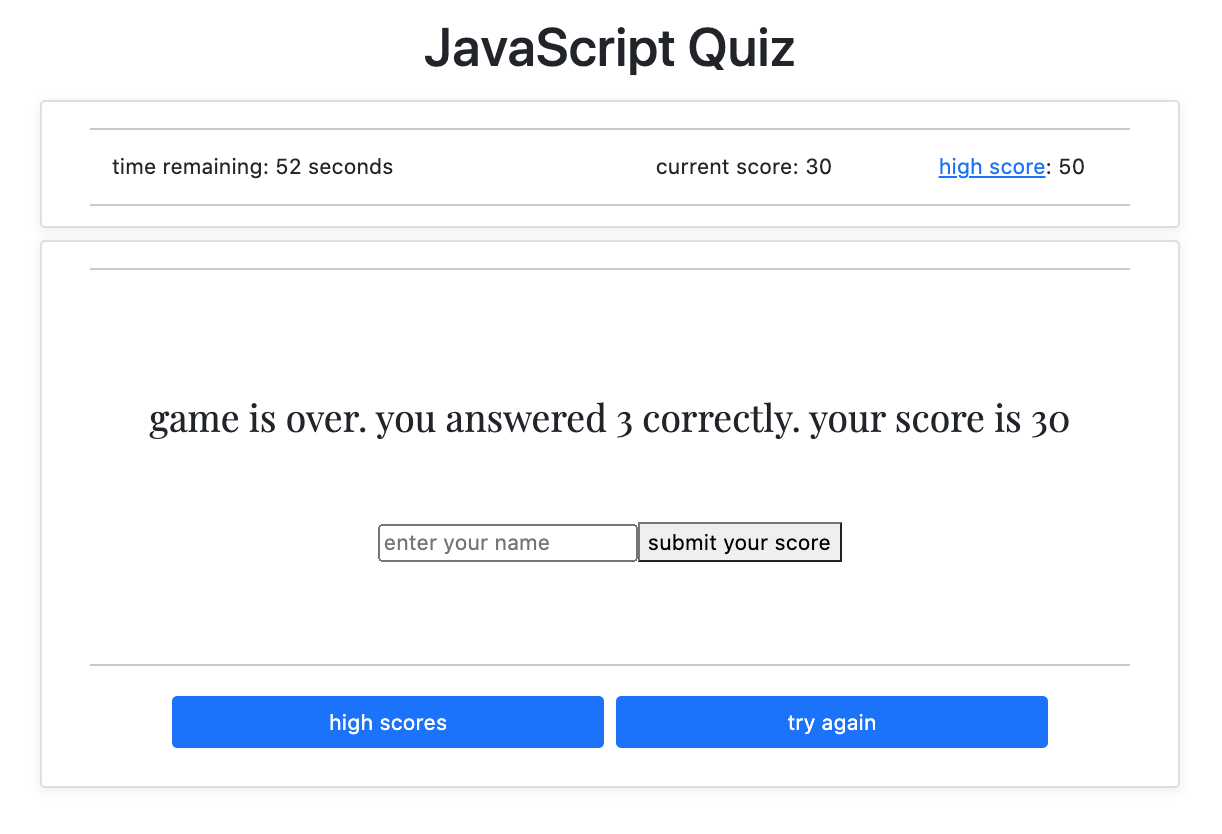 JavaScript Quiz
time remaining: 52 seconds current score: 30 high score: 50
game is over. you answered 3 correctly. your score is 30
enter your name submit your score
high scores try again